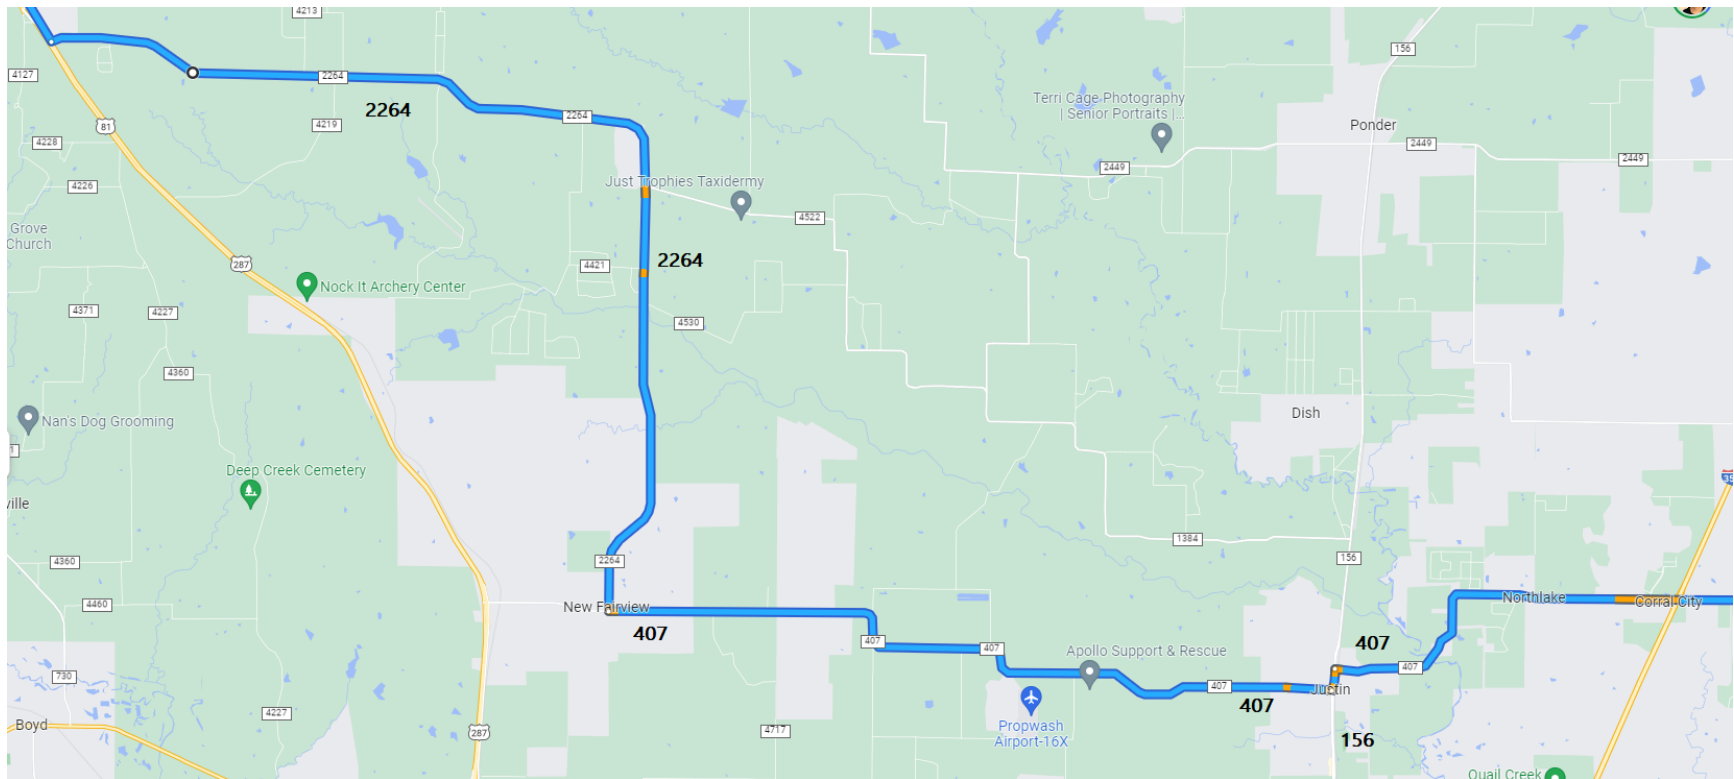 4213
156
4127
2264
2264
2264
81
4219
4228
Terri Cage Photography
| Senior Portraits |...
Ponder
2449
2449
2449
4226
Just Trophies Taxidermy
4522
Grove
Church
287
4421
2264
Nock It Archery Center
4371
4227
4530
4360
Nan's Dog Grooming
Dish
Deep Creek Cemetery
ville
1384
156
4360
2264
4460
New Fairview
Northlake
Corral City
407
407
407
407
Apollo Support & Rescue
407
730
407
Justin
407
4227
Boyd
287
4717
Propwash
Airport-16X
156
Quail Creek